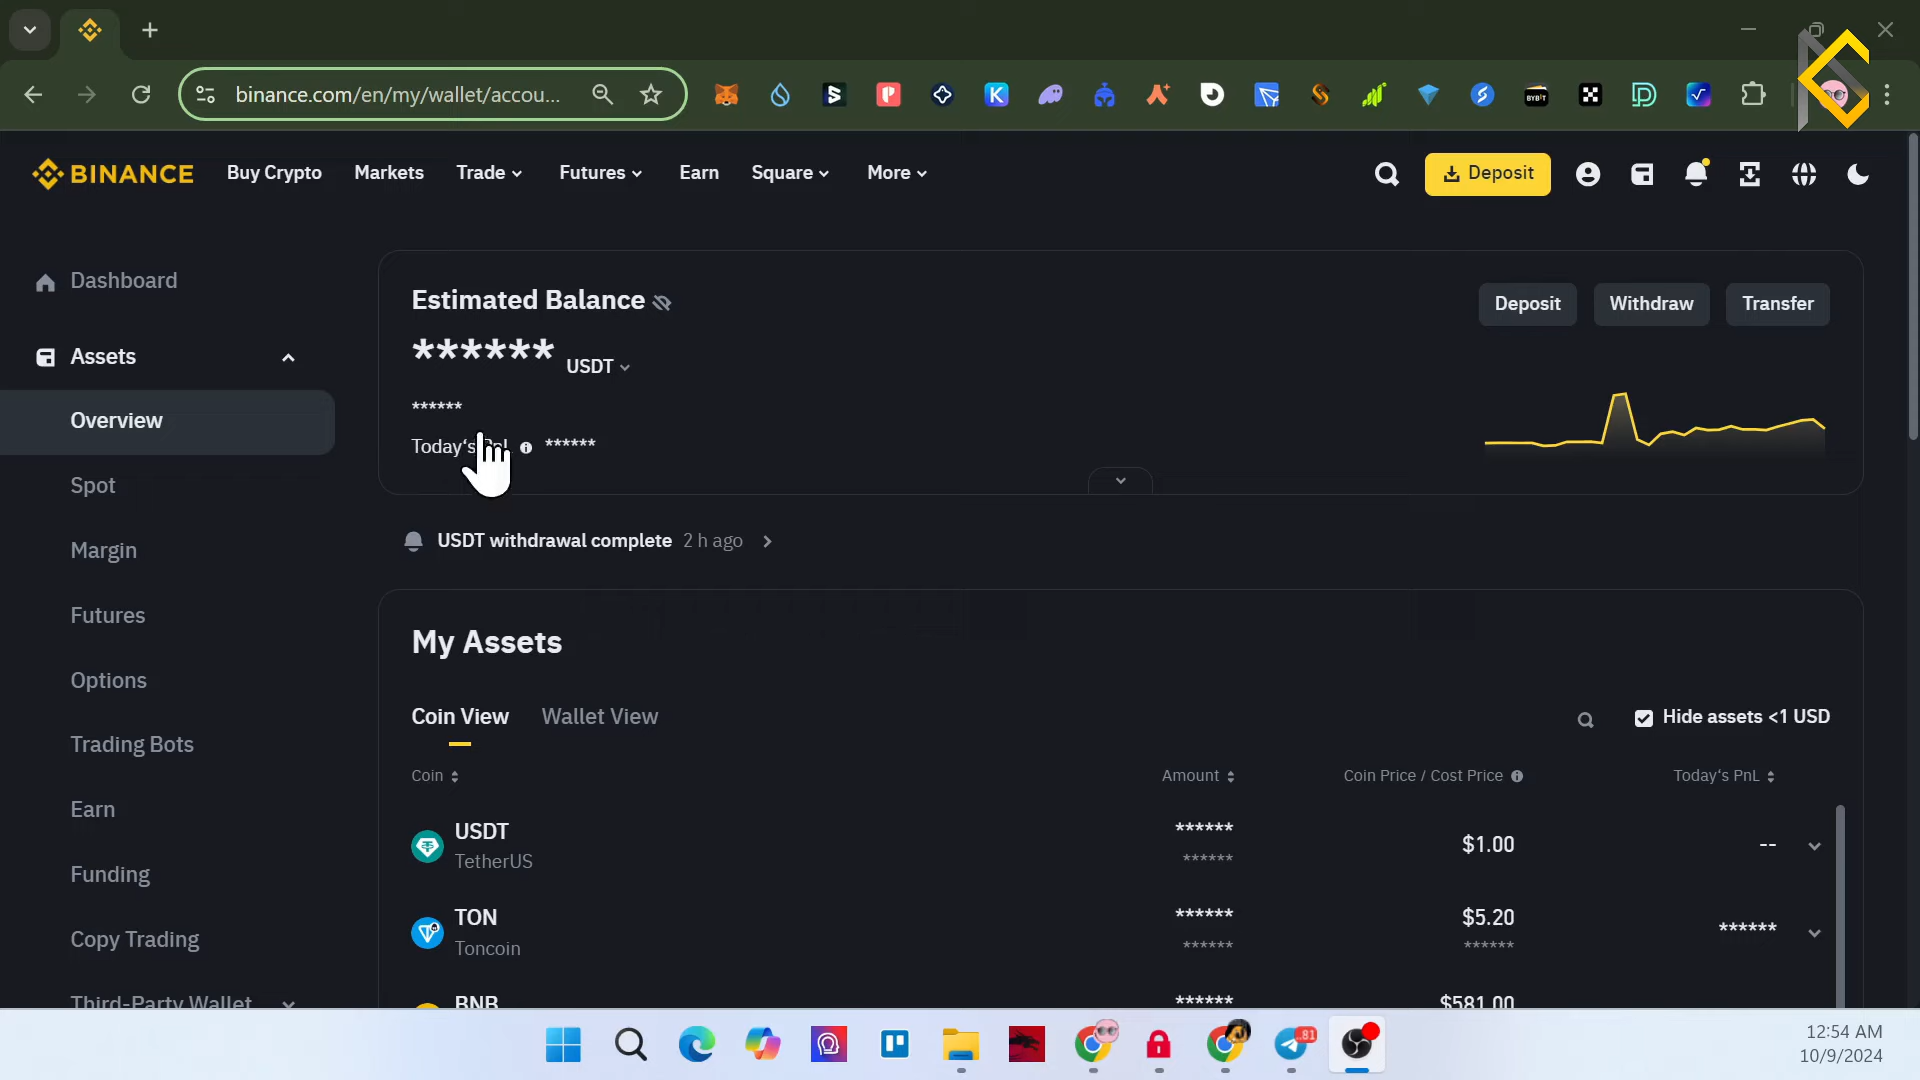 binance.com/en/my/wallet/accou...
BYBIT
BINANCE
Buy Crypto
Markets
Trade
Futures
Earn
Square
More
Deposit
Dashboard
Assets
Overview
Spot
Margin
Futures
Options
Trading Bots
Earn
Funding
Copy Trading
Third-Party Wallet
Estimated Balance
Deposit
Withdraw
Transfer
****** USDT
******
Today's PnL ******
USDT withdrawal complete 2 h ago
My Assets
Coin View
Wallet View
Hide assets <1 USD
Coin
Amount
Coin Price / Cost Price
Today's PnL
USDT
TetherUS
******
******
$1.00
--
TON
Toncoin
******
******
$5.20
******
******
BNB
******
$581.00
81
12:54 AM
10/9/2024